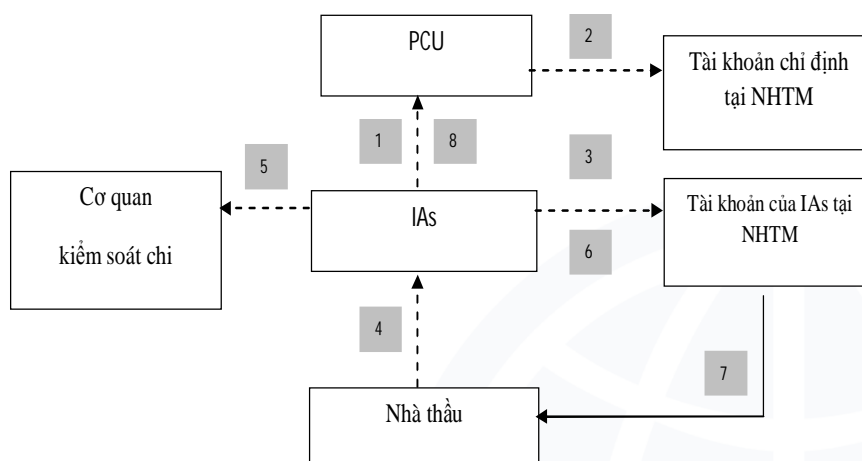 PCU
2
Tài khoản chỉ định
tại NHTM
1
8
3
5
Cơ quan
kiểm soát chi
IAs
Tài khoản của IAs tại
NHTM
6
4
7
Nhà thầu